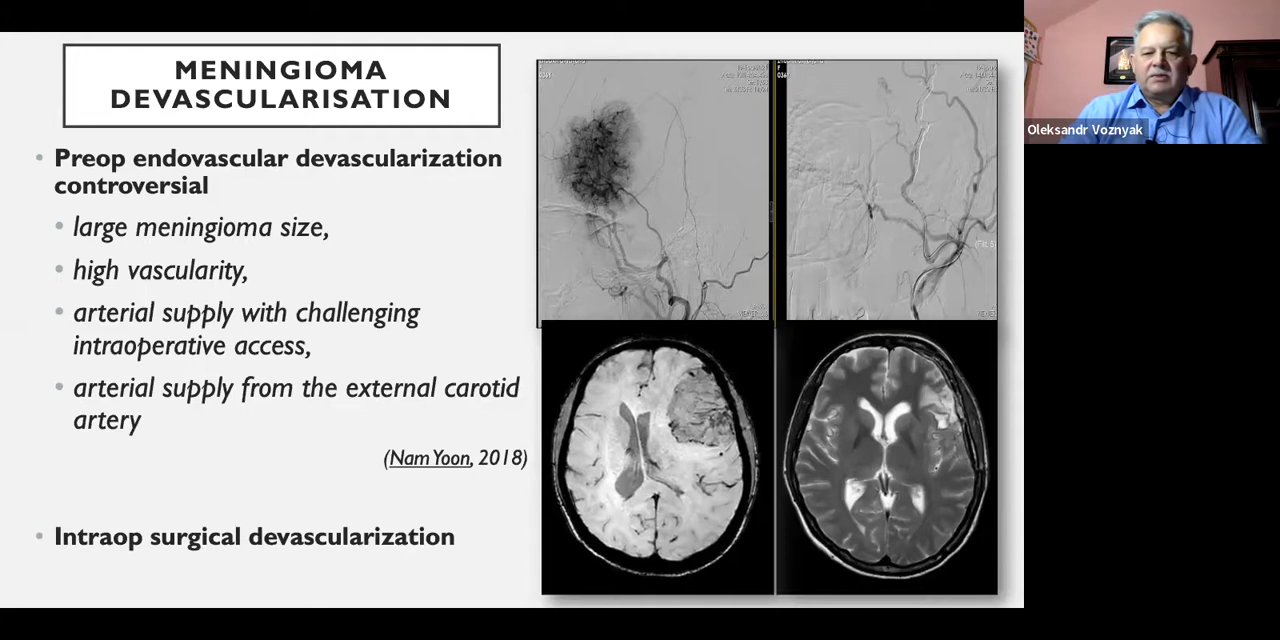 MENINGIOMA
DEVASCULARISATION
• Preop endovascular devascularization
controversial
• large meningioma size,
• high vascularity,
• arterial supply with challenging
intraoperative access,
• arterial supply from the external carotid
artery
(Nam Yoon, 2018)
• Intraop surgical devascularization
Oleksandr Voznyak